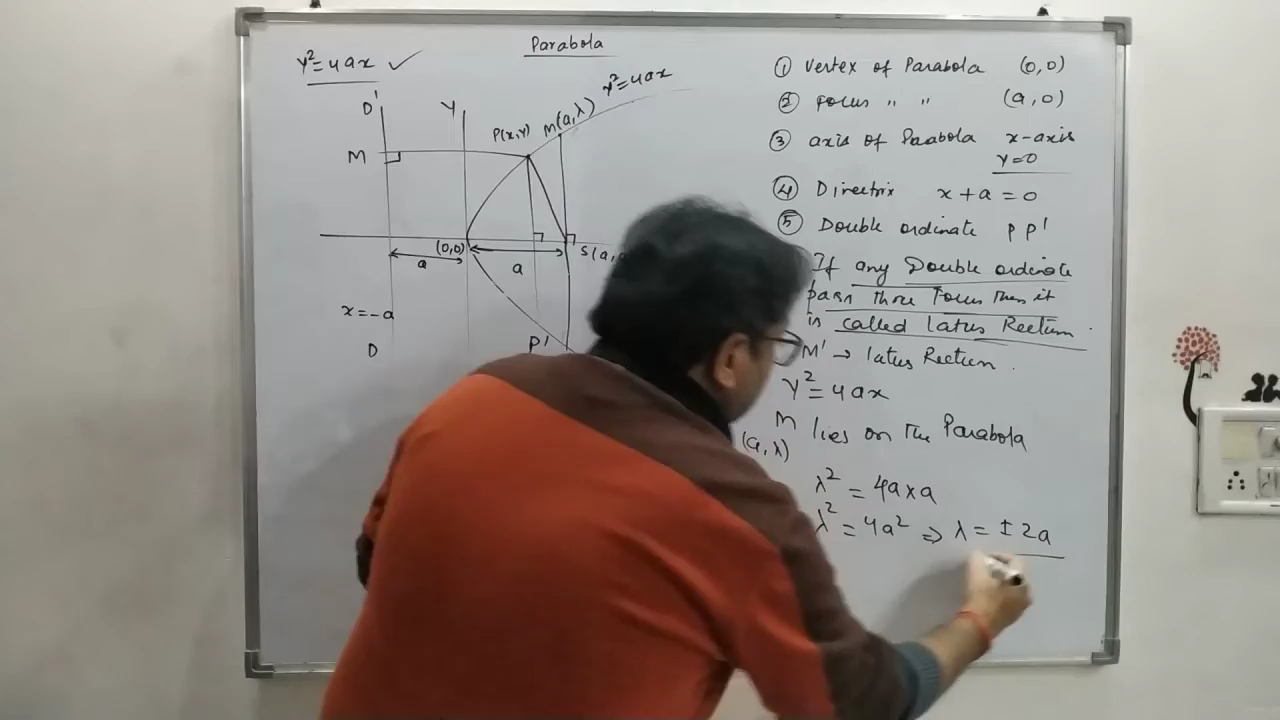 Parabola
Y² = 4ax ✓
D'
Y
P(x,Y)
M(a,λ)
Y² = 4ax
M
(0,0)
S(a,
a
a
x = -a
D
P'
① Vertex of Parabola (0,0)
② Focus " " (a,0)
③ axis of Parabola x-axis
Y=0
④ Directrix x + a = 0
⑤ Double ordinate PP'
If any Double ordinate
pass throu Focus then it
is called Latus Rectum.
M' → latus Rectum.
Y² = 4ax
M lies on the Parabola
(a,λ)
λ² = 4a×a
λ² = 4a² ⇒ λ = ± 2a